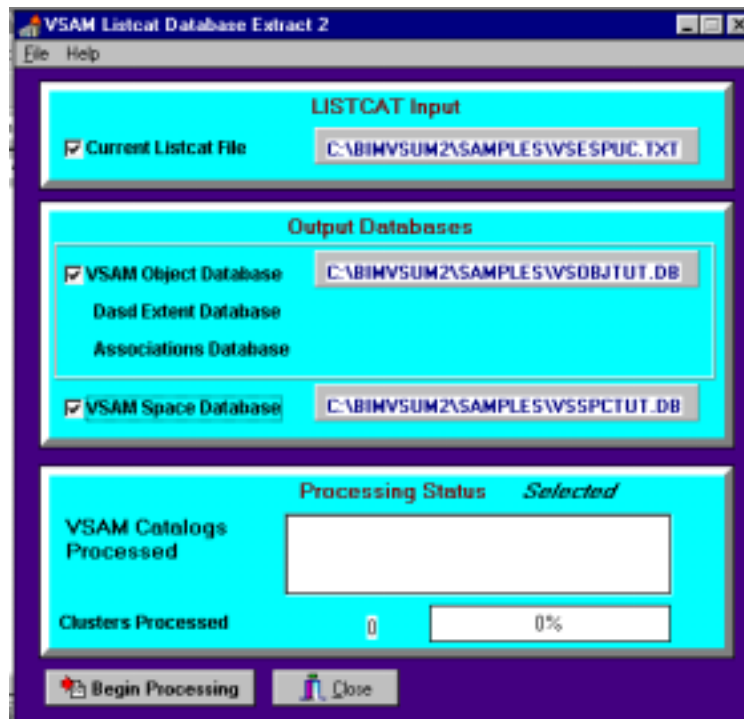 VSAM Listcat Database Extract 2
File Help
LISTCAT Input
Current Listcat File C:\BIMVSUM2\SAMPLES\VSESPUC.TXT
Output Databases
VSAM Object Database C:\BIMVSUM2\SAMPLES\VSOBJTUT.DB
Dasd Extent Database
Associations Database
VSAM Space Database C:\BIMVSUM2\SAMPLES\VSSPCTUT.DB
Processing Status Selected
VSAM Catalogs
Processed
Clusters Processed 0 0%
Begin Processing Close